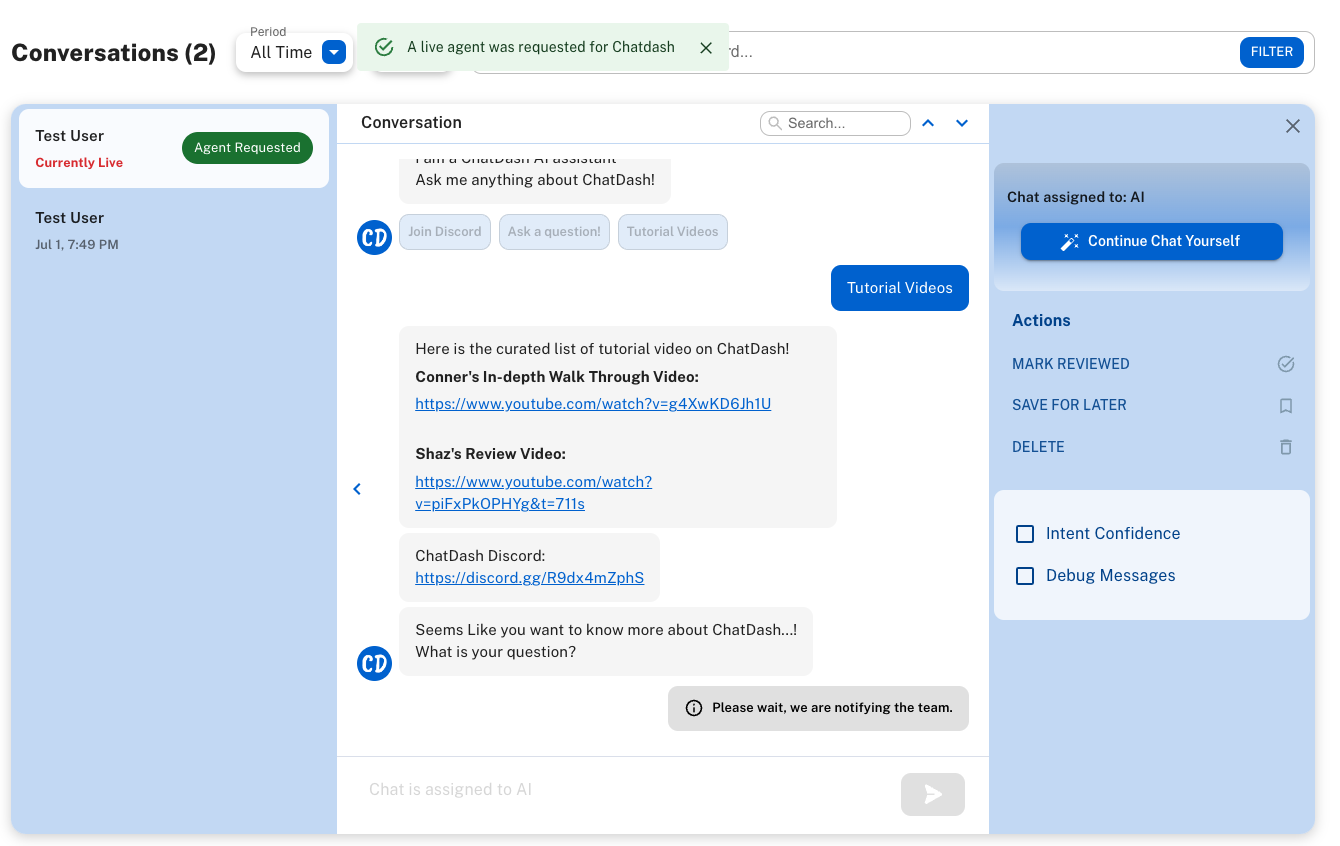 Conversations (2)
Period
All Time
A live agent was requested for Chatdash
FILTER
Test User
Currently Live
Agent Requested
Test User
Jul 1, 7:49 PM
Conversation
Search...
I am a ChatDash AI assistant
Ask me anything about ChatDash!
CD
Join Discord
Ask a question!
Tutorial Videos
Tutorial Videos
Here is the curated list of tutorial video on ChatDash!
Conner's In-depth Walk Through Video:
https://www.youtube.com/watch?v=g4XwKD6Jh1U
Shaz's Review Video:
https://www.youtube.com/watch?
v=piFxPkOPHYg&t=711s
ChatDash Discord:
https://discord.gg/R9dx4mZphS
Seems Like you want to know more about ChatDash...!
What is your question?
CD
Please wait, we are notifying the team.
Chat is assigned to AI
Chat assigned to: AI
Continue Chat Yourself
Actions
MARK REVIEWED
SAVE FOR LATER
DELETE
Intent Confidence
Debug Messages